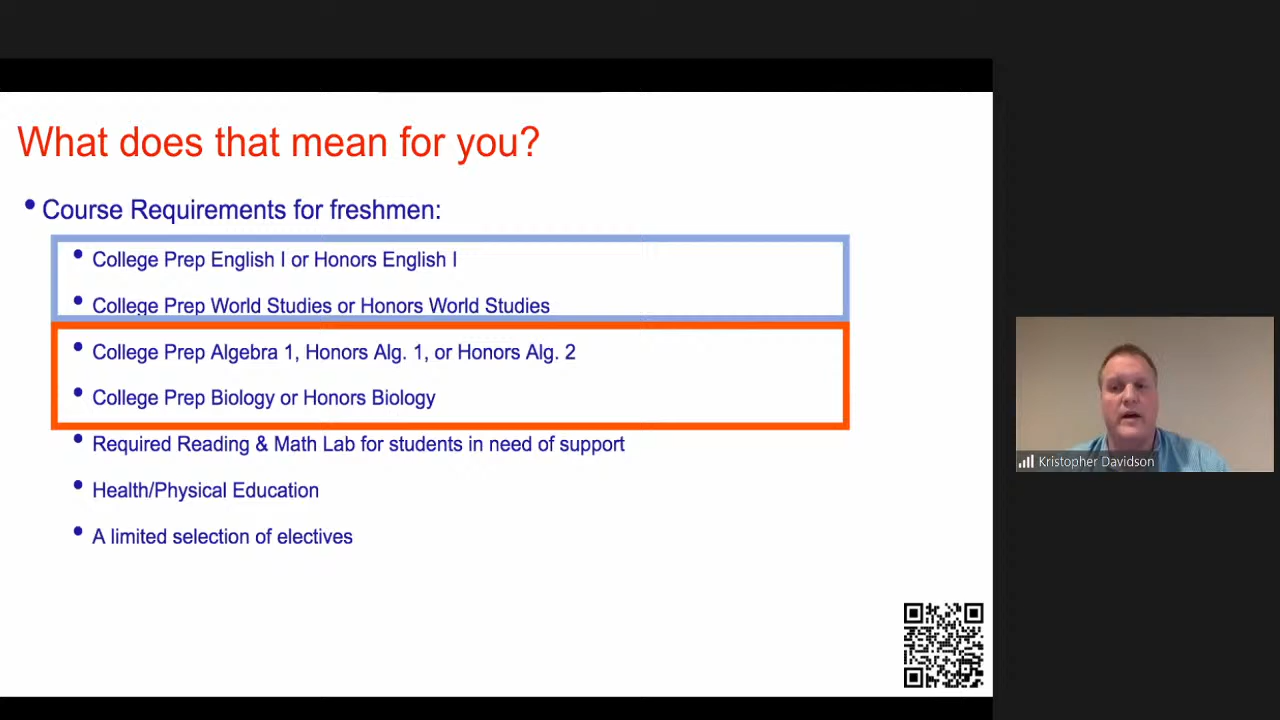 What does that mean for you?
• Course Requirements for freshmen:
• College Prep English I or Honors English I
• College Prep World Studies or Honors World Studies
• College Prep Algebra 1, Honors Alg. 1, or Honors Alg. 2
• College Prep Biology or Honors Biology
• Required Reading & Math Lab for students in need of support
• Health/Physical Education
• A limited selection of electives
Kristopher Davidson